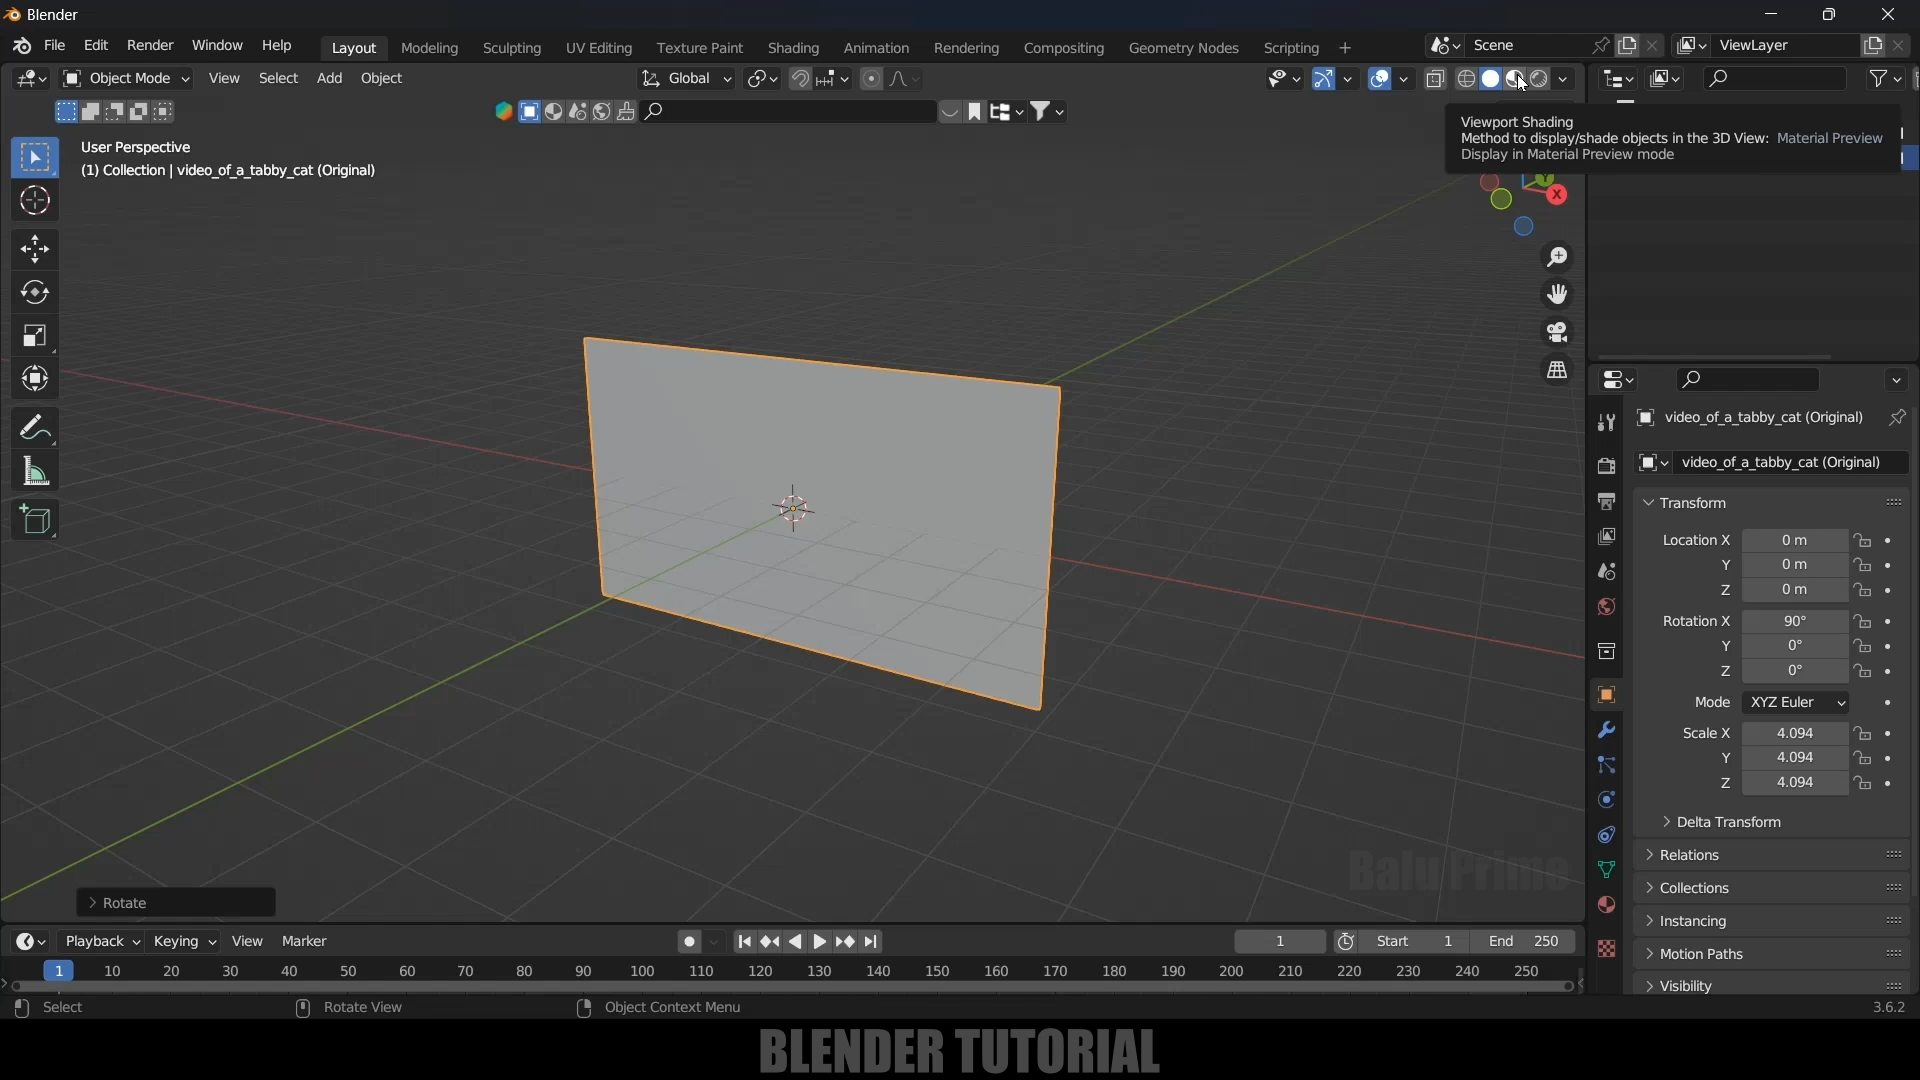 Blender
File Edit Render Window Help Layout Modeling Sculpting UV Editing Texture Paint Shading Animation Rendering Compositing Geometry Nodes Scripting + Scene ViewLayer
Object Mode View Select Add Object Global
Viewport Shading
Method to display/shade objects in the 3D View: Material Preview
Display in Material Preview mode
User Perspective
(1) Collection | video_of_a_tabby_cat (Original)
Y
X
video_of_a_tabby_cat (Original)
video_of_a_tabby_cat (Original)
Transform
Location X 0 m
Y 0 m
Z 0 m
Rotation X 90°
Y 0°
Z 0°
Mode XYZ Euler
Scale X 4.094
Y 4.094
Z 4.094
Delta Transform
Relations
Collections
Instancing
Motion Paths
Visibility
Balu Prime
Rotate
Playback Keying View Marker 1 Start 1 End 250
1 10 20 30 40 50 60 70 80 90 100 110 120 130 140 150 160 170 180 190 200 210 220 230 240 250
Select Rotate View Object Context Menu 3.6.2
BLENDER TUTORIAL